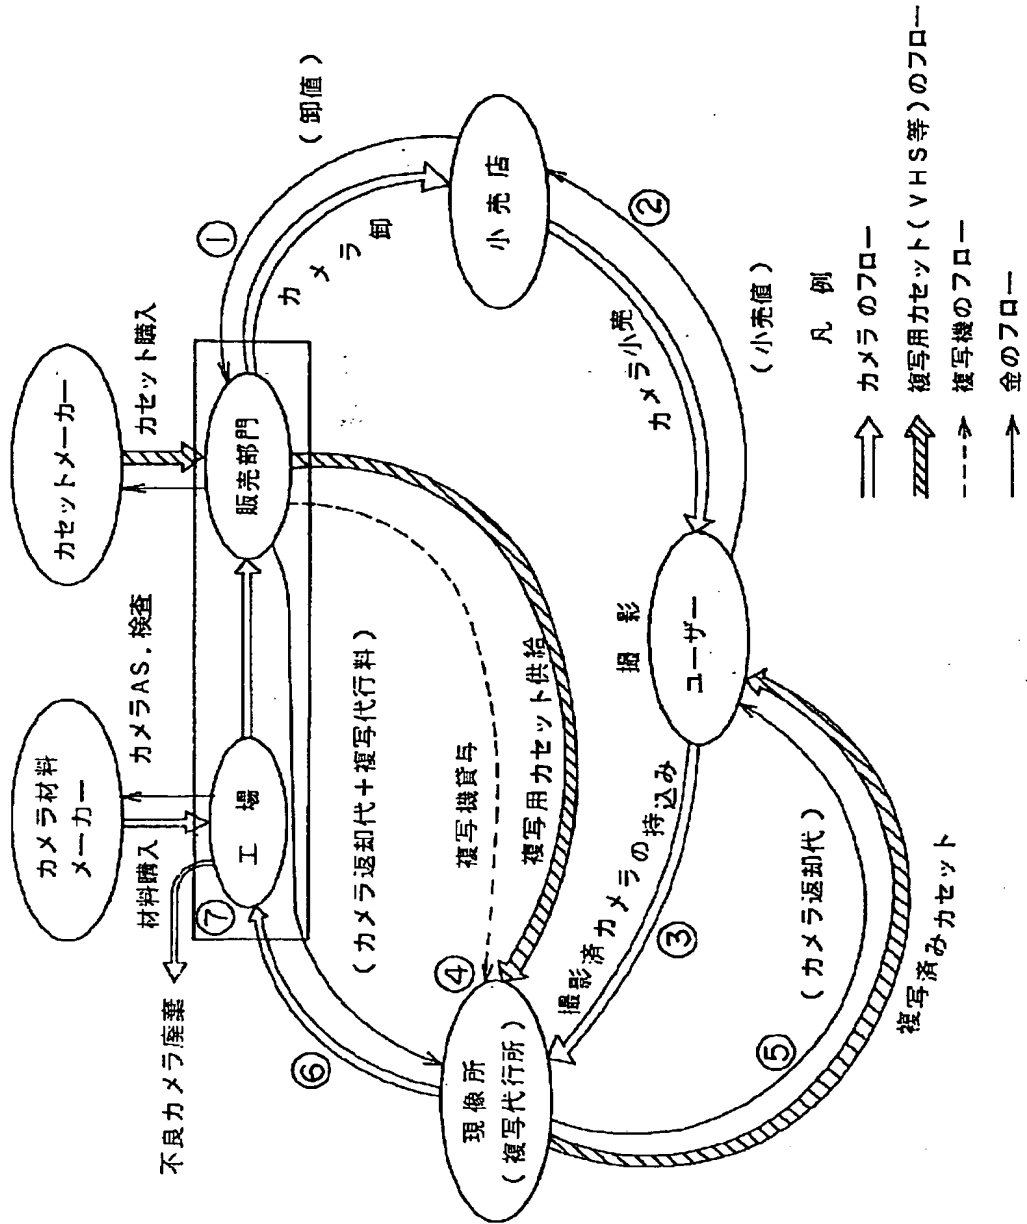 カメラ材料
メーカー
カセットメーカー
材料購入
カメラAS,検査
カセット購入
不良カメラ廃棄
⑦
工場
販売部門
①
(卸値)
カメラ卸
小売店
⑥
(カメラ返却代+複写代行料)
複写機貸与
複写用カセット供給
④
現像所
(複写代行所)
撮影済カメラの持込み
③
撮影
ユーザー
カメラ小売
②
(小売値)
⑤
(カメラ返却代)
複写済みカセット
凡例
カメラのフロー
複写用カセット(VHS等)のフロー
複写機のフロー
金のフロー